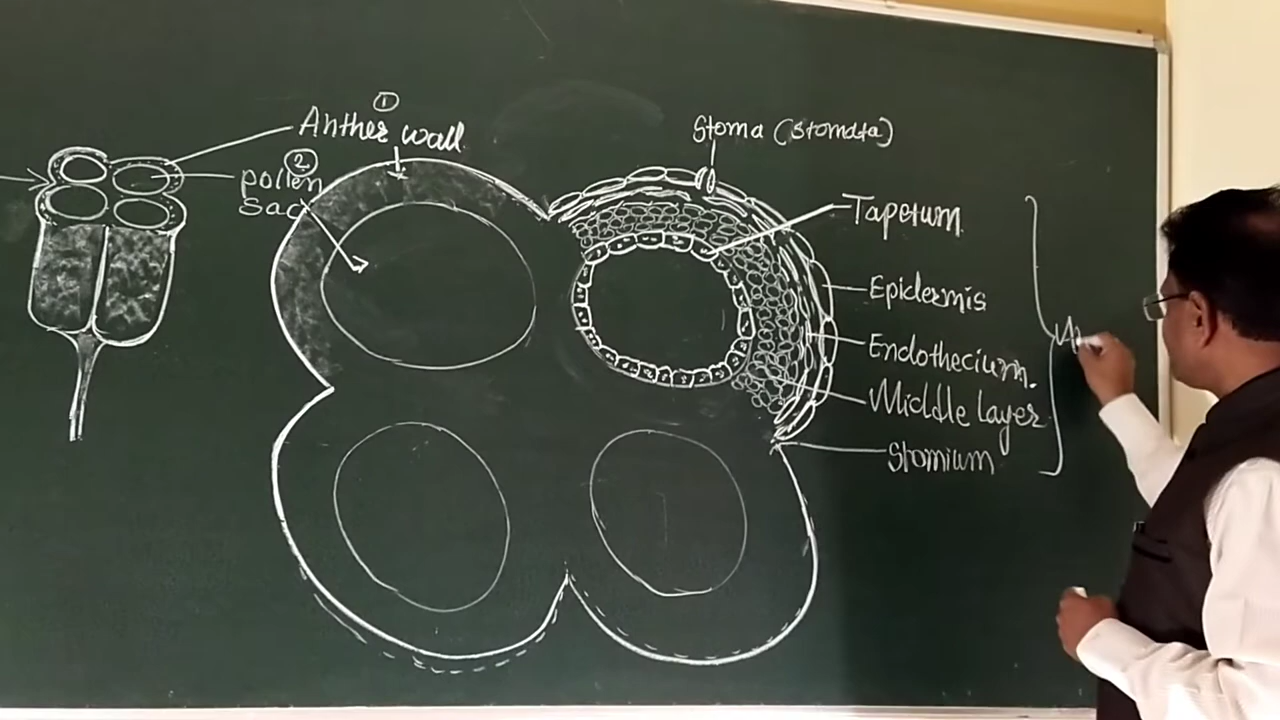 ①
Anther wall
②
pollen
sac
Stoma (stomata)
Tapetum
Epidermis
Endothecium.
Middle layer
Stomium